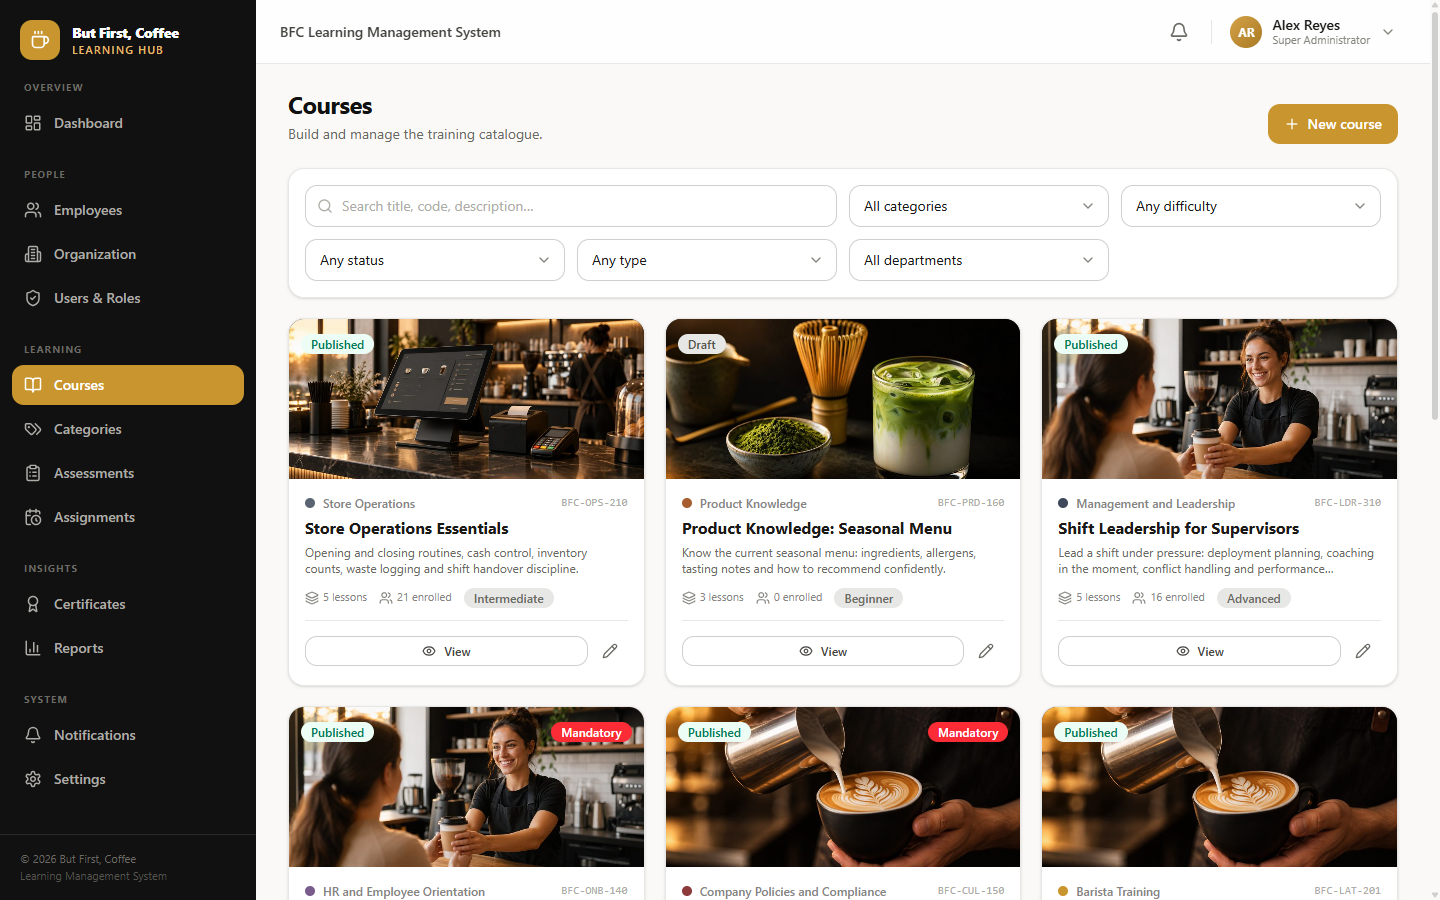 But First, Coffee
LEARNING HUB
OVERVIEW
Dashboard
PEOPLE
Employees
Organization
Users & Roles
LEARNING
Courses
Categories
Assessments
Assignments
INSIGHTS
Certificates
Reports
SYSTEM
Notifications
Settings
© 2026 But First, Coffee
Learning Management System
BFC Learning Management System
AR
Alex Reyes
Super Administrator
Courses
Build and manage the training catalogue.
New course
Search title, code, description...
All categories
Any difficulty
Any status
Any type
All departments
Published
Store Operations
BFC-OPS-210
Store Operations Essentials
Opening and closing routines, cash control, inventory
counts, waste logging and shift handover discipline.
5 lessons
21 enrolled
Intermediate
View
Draft
Product Knowledge
BFC-PRD-160
Product Knowledge: Seasonal Menu
Know the current seasonal menu: ingredients, allergens,
tasting notes and how to recommend confidently.
3 lessons
0 enrolled
Beginner
View
Published
Management and Leadership
BFC-LDR-310
Shift Leadership for Supervisors
Lead a shift under pressure: deployment planning, coaching
in the moment, conflict handling and performance...
5 lessons
16 enrolled
Advanced
View
Published
Mandatory
HR and Employee Orientation
BFC-ONB-140
Published
Mandatory
Company Policies and Compliance
BFC-CUL-150
Published
Barista Training
BFC-LAT-201